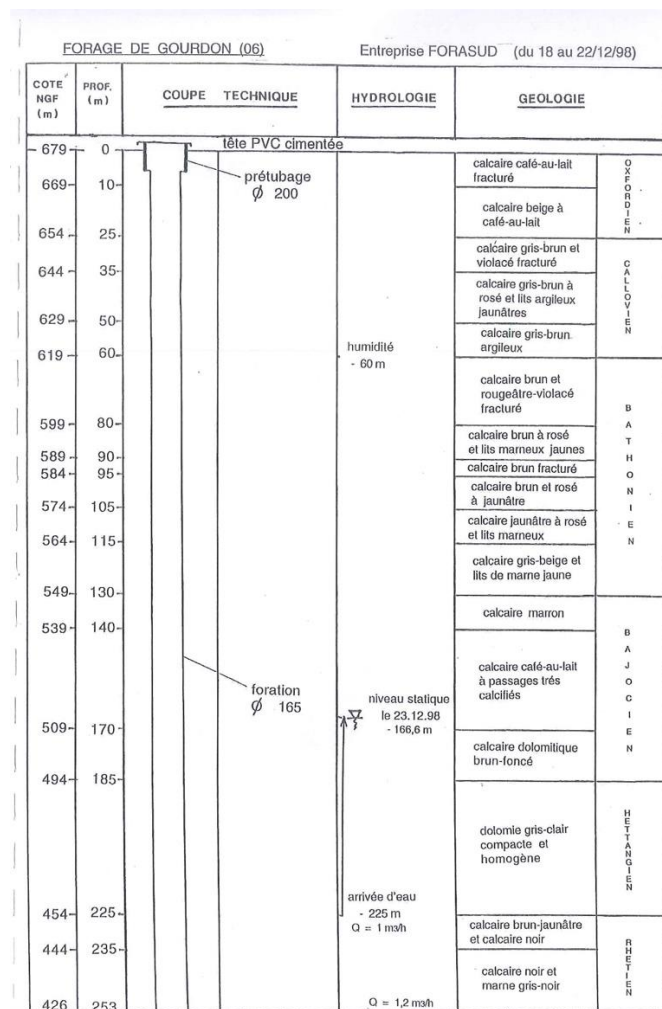 FORAGE DE GOURDON (06) Entreprise FORASUD (du 18 au 22/12/98)
COTE NGF (m) PROF. (m) COUPE TECHNIQUE HYDROLOGIE GEOLOGIE
tête PVC cimentée
679 0
prétubage
Ø 200
calcaire café-au-lait
fracturé
OXFORDIEN
669 10
calcaire beige à
café-au-lait
654 25
calcaire gris-brun et
violacé fracturé
CALLOVIEN
644 35
calcaire gris-brun à
rosé et lits argileux
jaunâtres
629 50
calcaire gris-brun
argileux
619 60
humidité
- 60 m
calcaire brun et
rougeâtre-violacé
fracturé
BATHONIEN
599 80
calcaire brun à rosé
et lits marneux jaunes
589 90
calcaire brun fracturé
584 95
calcaire brun et rosé
à jaunâtre
574 105
calcaire jaunâtre à rosé
et lits marneux
564 115
calcaire gris-beige et
lits de marne jaune
549 130
calcaire marron
BAJOCIEN
539 140
calcaire café-au-lait
à passages trés
calcifiés
foration
Ø 165
niveau statique
le 23.12.98
- 166,6 m
509 170
calcaire dolomitique
brun-foncé
494 185
dolomie gris-clair
compacte et
homogène
HETTANGIEN
arrivée d'eau
- 225 m
Q = 1 m3/h
454 225
calcaire brun-jaunâtre
et calcaire noir
RHETIEN
444 235
calcaire noir et
marne gris-noir
Q = 1,2 m3/h
426 253